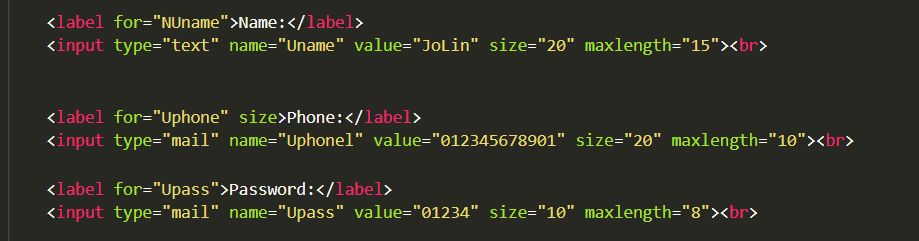 <label for="NUname">Name:</label>
<input type="text" name="Uname" value="JoLin" size="20" maxlength="15"><br>
<label for="Uphone" size>Phone:</label>
<input type="mail" name="Uphonel" value="012345678901" size="20" maxlength="10"><br>
<label for="Upass">Password:</label>
<input type="mail" name="Upass" value="01234" size="10" maxlength="8"><br>